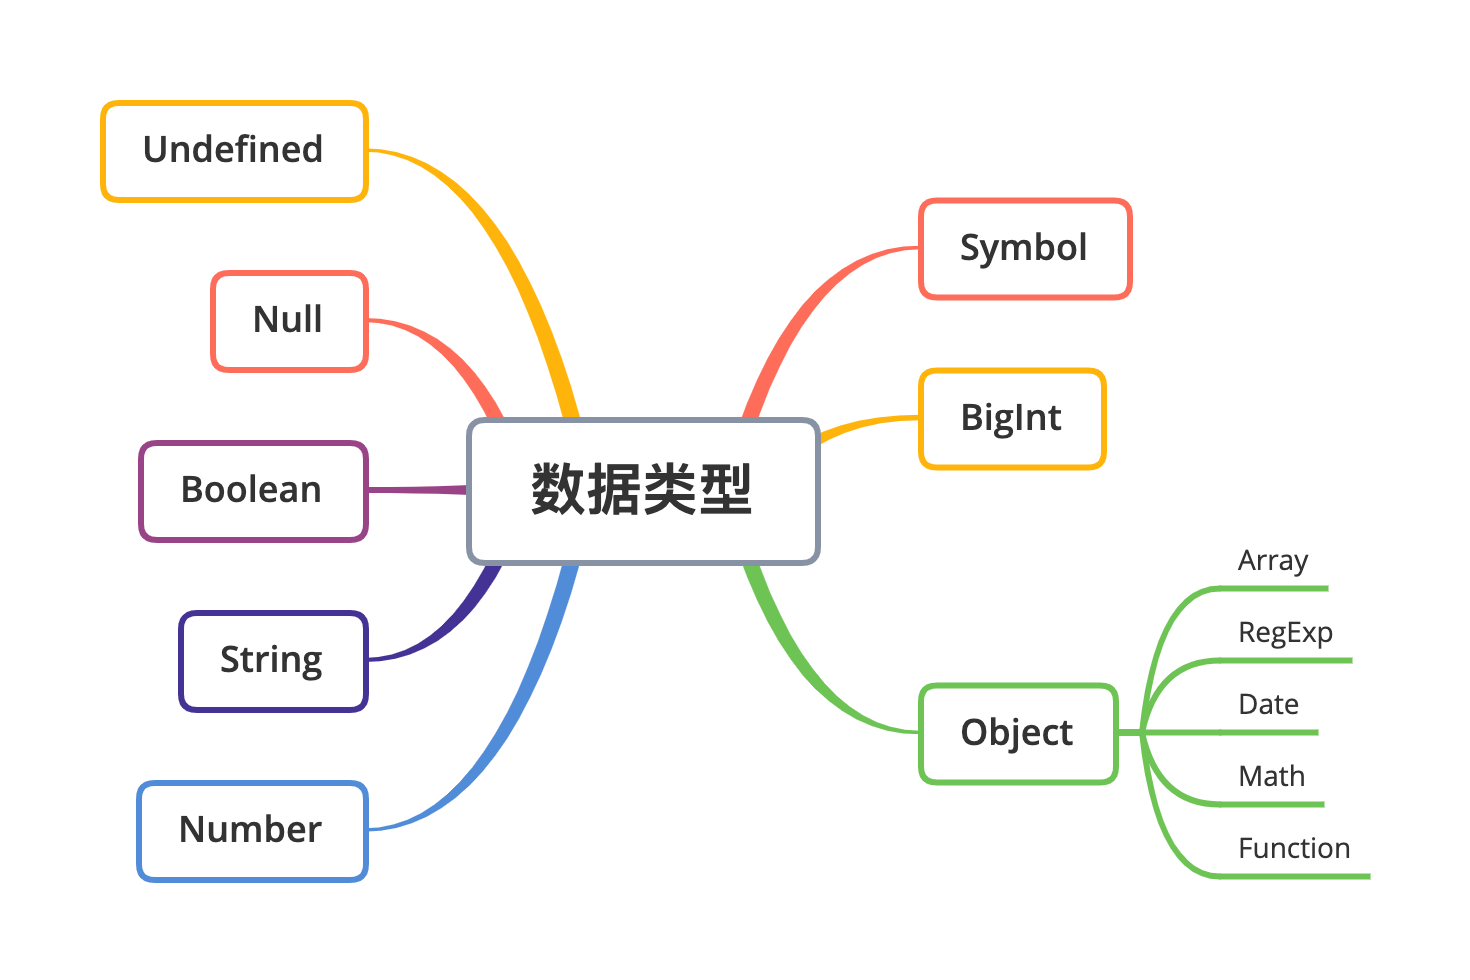 Undefined
Null
Boolean
String
Number
数据类型
Symbol
BigInt
Object
Array
RegExp
Date
Math
Function